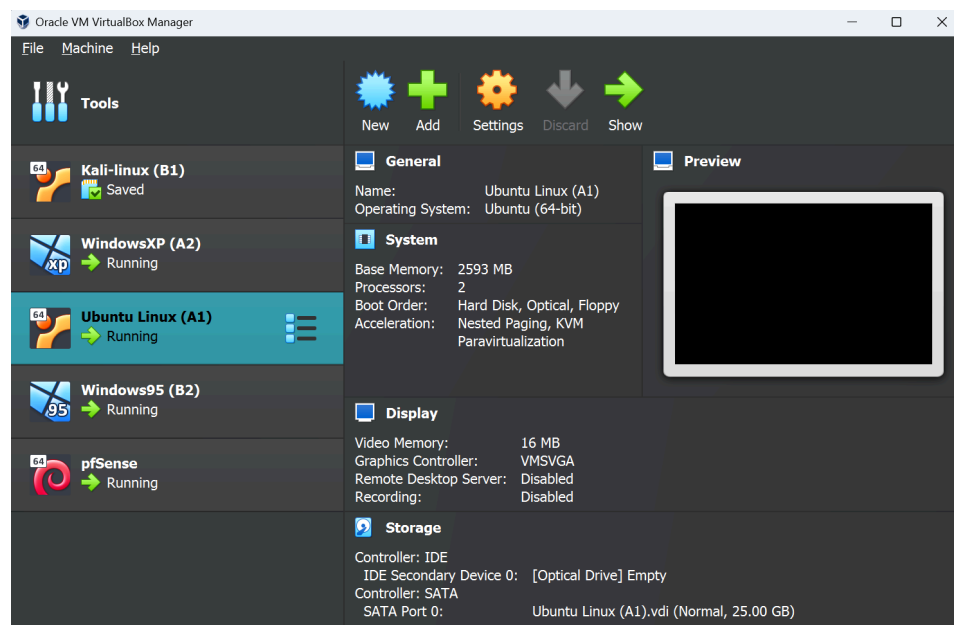 Oracle VM VirtualBox Manager
File Machine Help
Tools
New Add Settings Discard Show
64
Kali-linux (B1)
Saved
xp
WindowsXP (A2)
Running
64
Ubuntu Linux (A1)
Running
95
Windows95 (B2)
Running
64
pfSense
Running
General
Name: Ubuntu Linux (A1)
Operating System: Ubuntu (64-bit)
System
Base Memory: 2593 MB
Processors: 2
Boot Order: Hard Disk, Optical, Floppy
Acceleration: Nested Paging, KVM
Paravirtualization
Preview
Display
Video Memory: 16 MB
Graphics Controller: VMSVGA
Remote Desktop Server: Disabled
Recording: Disabled
Storage
Controller: IDE
IDE Secondary Device 0: [Optical Drive] Empty
Controller: SATA
SATA Port 0: Ubuntu Linux (A1).vdi (Normal, 25.00 GB)